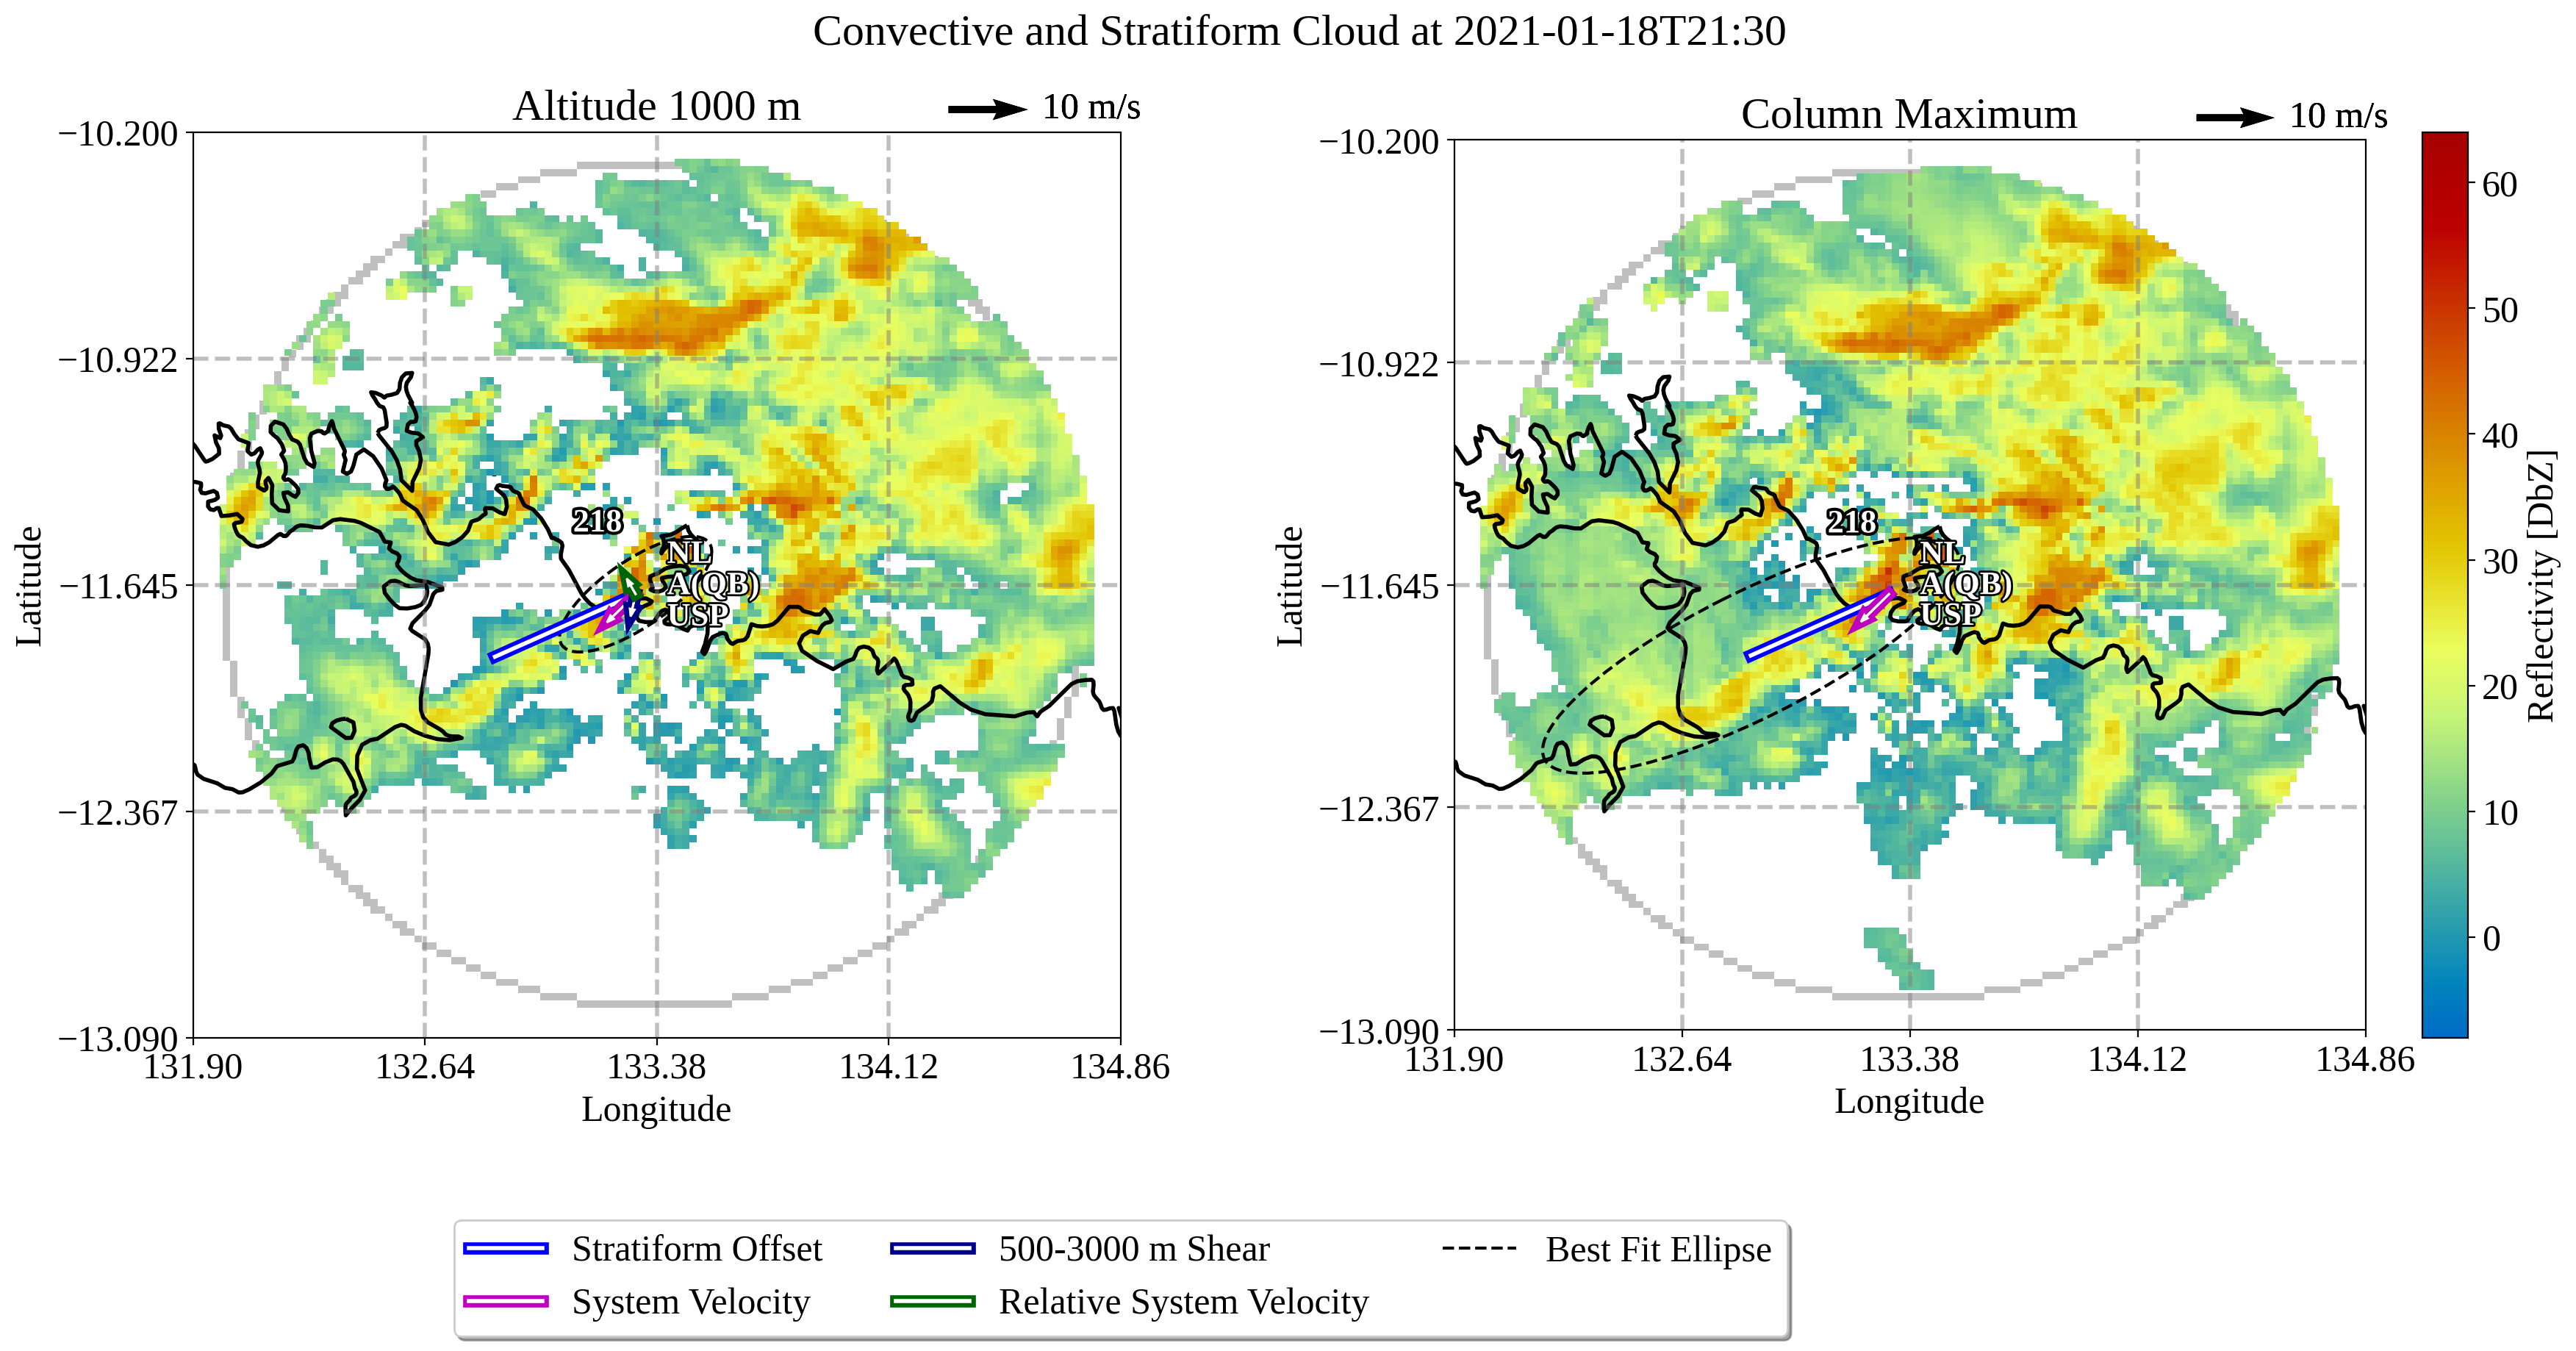 Convective and Stratiform Cloud at 2021-01-18T21:30
Altitude 1000 m
10 m/s
−10.200
−10.922
−11.645
−12.367
−13.090
131.90
132.64
133.38
134.12
134.86
Latitude
Longitude
218
NL
A(QB)
USP
Column Maximum
10 m/s
−10.200
−10.922
−11.645
−12.367
−13.090
131.90
132.64
133.38
134.12
134.86
Latitude
Longitude
218
NL
A(QB)
USP
60
50
40
30
20
10
0
Reflectivity [DbZ]
Stratiform Offset
System Velocity
500-3000 m Shear
Relative System Velocity
Best Fit Ellipse